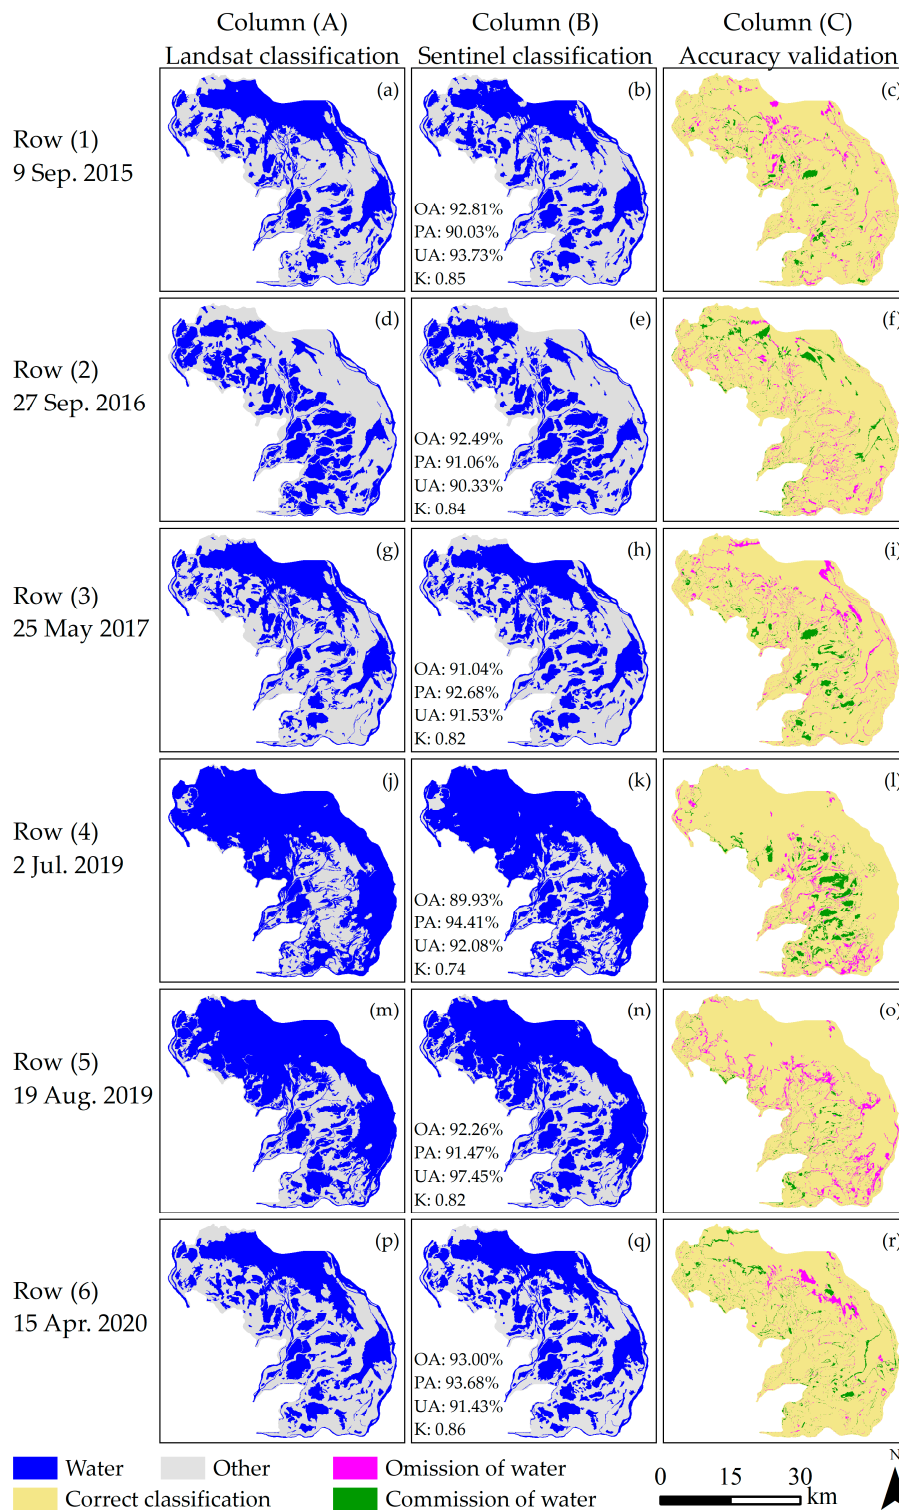 Column (A) Column (B) Column (C)
Landsat classification Sentinel classification Accuracy validation
(a) (b) (c)
Row (1)
9 Sep. 2015
OA: 92.81%
PA: 90.03%
UA: 93.73%
K: 0.85
(d) (e) (f)
Row (2)
27 Sep. 2016
OA: 92.49%
PA: 91.06%
UA: 90.33%
K: 0.84
(g) (h) (i)
Row (3)
25 May 2017
OA: 91.04%
PA: 92.68%
UA: 91.53%
K: 0.82
(j) (k) (l)
Row (4)
2 Jul. 2019
OA: 89.93%
PA: 94.41%
UA: 92.08%
K: 0.74
(m) (n) (o)
Row (5)
19 Aug. 2019
OA: 92.26%
PA: 91.47%
UA: 97.45%
K: 0.82
(p) (q) (r)
Row (6)
15 Apr. 2020
OA: 93.00%
PA: 93.68%
UA: 91.43%
K: 0.86
Water Other Omission of water
Correct classification Commission of water
0 15 30
km
N